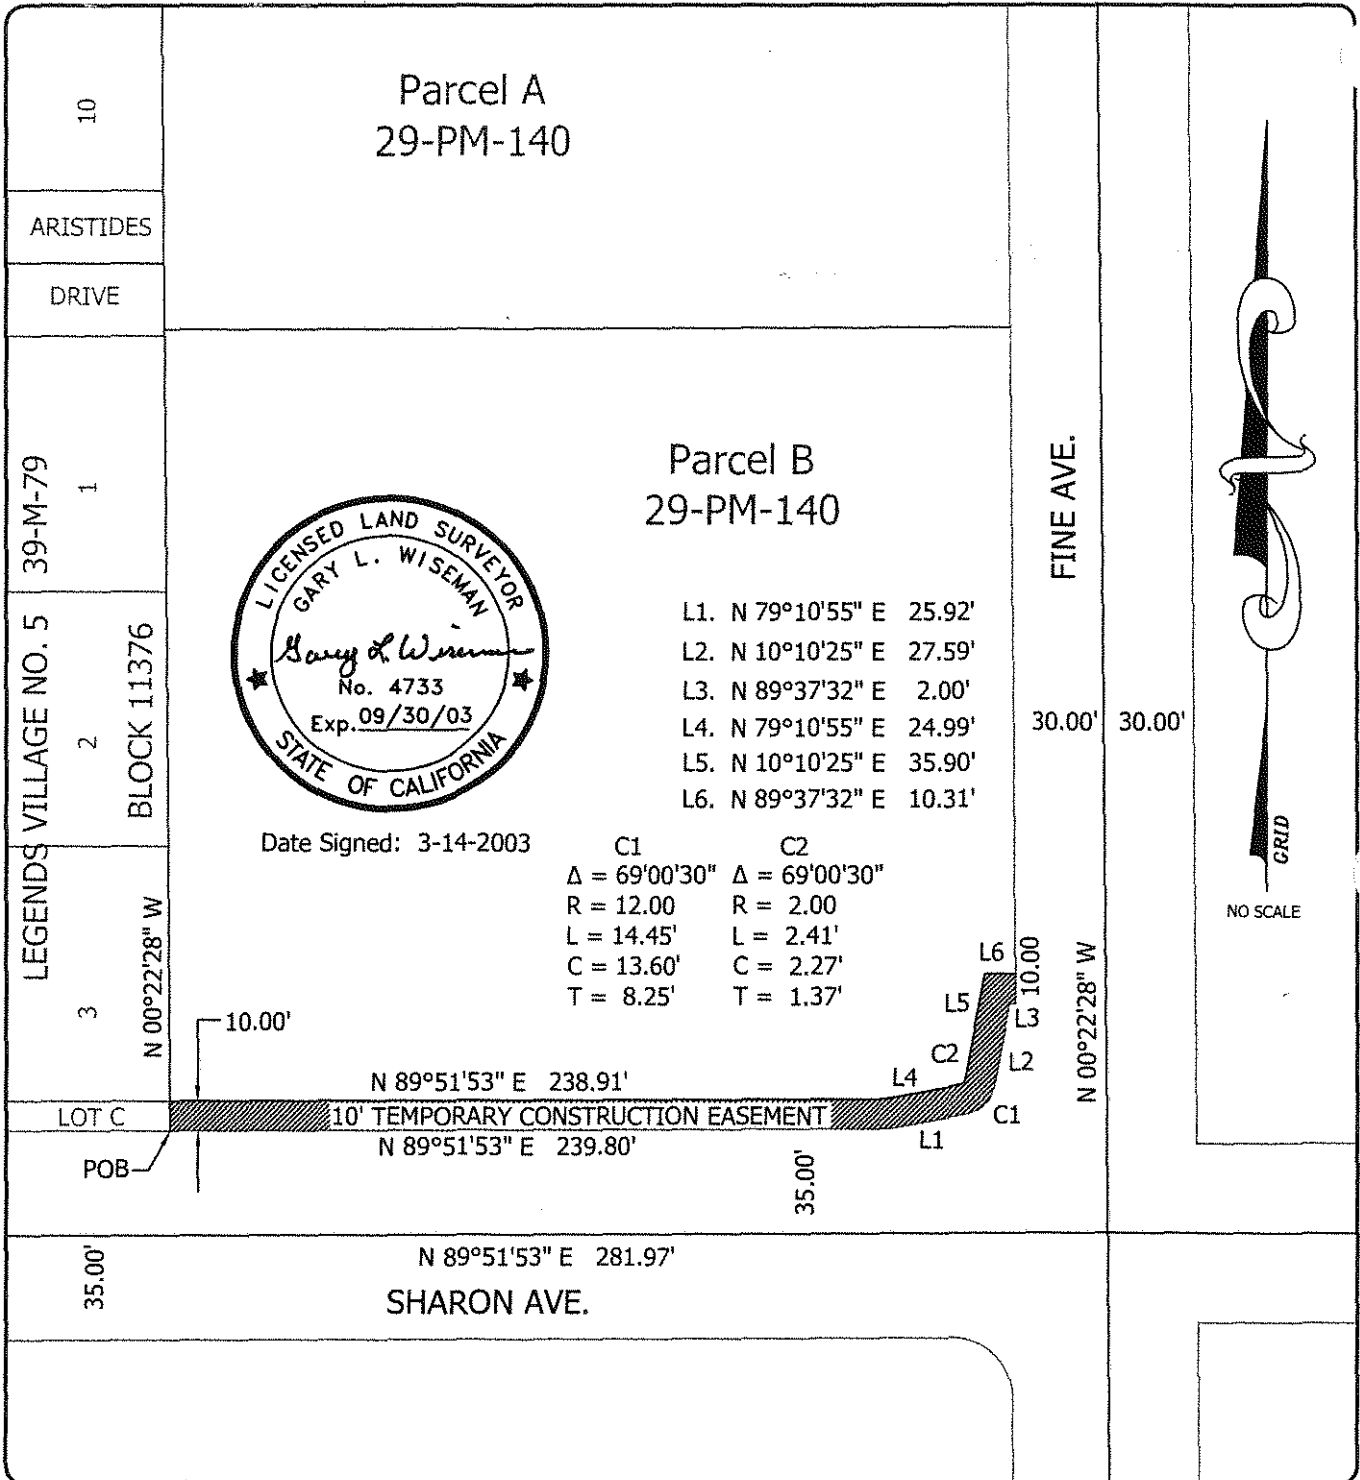 Parcel A
29-PM-140
10
ARISTIDES
DRIVE
LEGENDS VILLAGE NO. 5 39-M-79
1
2
3
BLOCK 11376
N 00°22'28" W
Parcel B
29-PM-140
FINE AVE.
LICENSED LAND SURVEYOR
GARY L. WISEMAN
Gary L. Wiseman
No. 4733
Exp. 09/30/03
STATE OF CALIFORNIA
Date Signed: 3-14-2003
L1. N 79°10'55" E 25.92'
L2. N 10°10'25" E 27.59'
L3. N 89°37'32" E 2.00'
L4. N 79°10'55" E 24.99'
L5. N 10°10'25" E 35.90'
L6. N 89°37'32" E 10.31'
30.00' 30.00'
C1 C2
Δ = 69'00'30" Δ = 69'00'30"
R = 12.00 R = 2.00
L = 14.45' L = 2.41'
C = 13.60' C = 2.27'
T = 8.25' T = 1.37'
GRID
NO SCALE
L6
10.00
L5
L3
N 00°22'28" W
C2
L2
L4
C1
L1
10.00'
N 89°51'53" E 238.91'
LOT C
10' TEMPORARY CONSTRUCTION EASEMENT
N 89°51'53" E 239.80'
POB
35.00'
N 89°51'53" E 281.97'
35.00'
SHARON AVE.